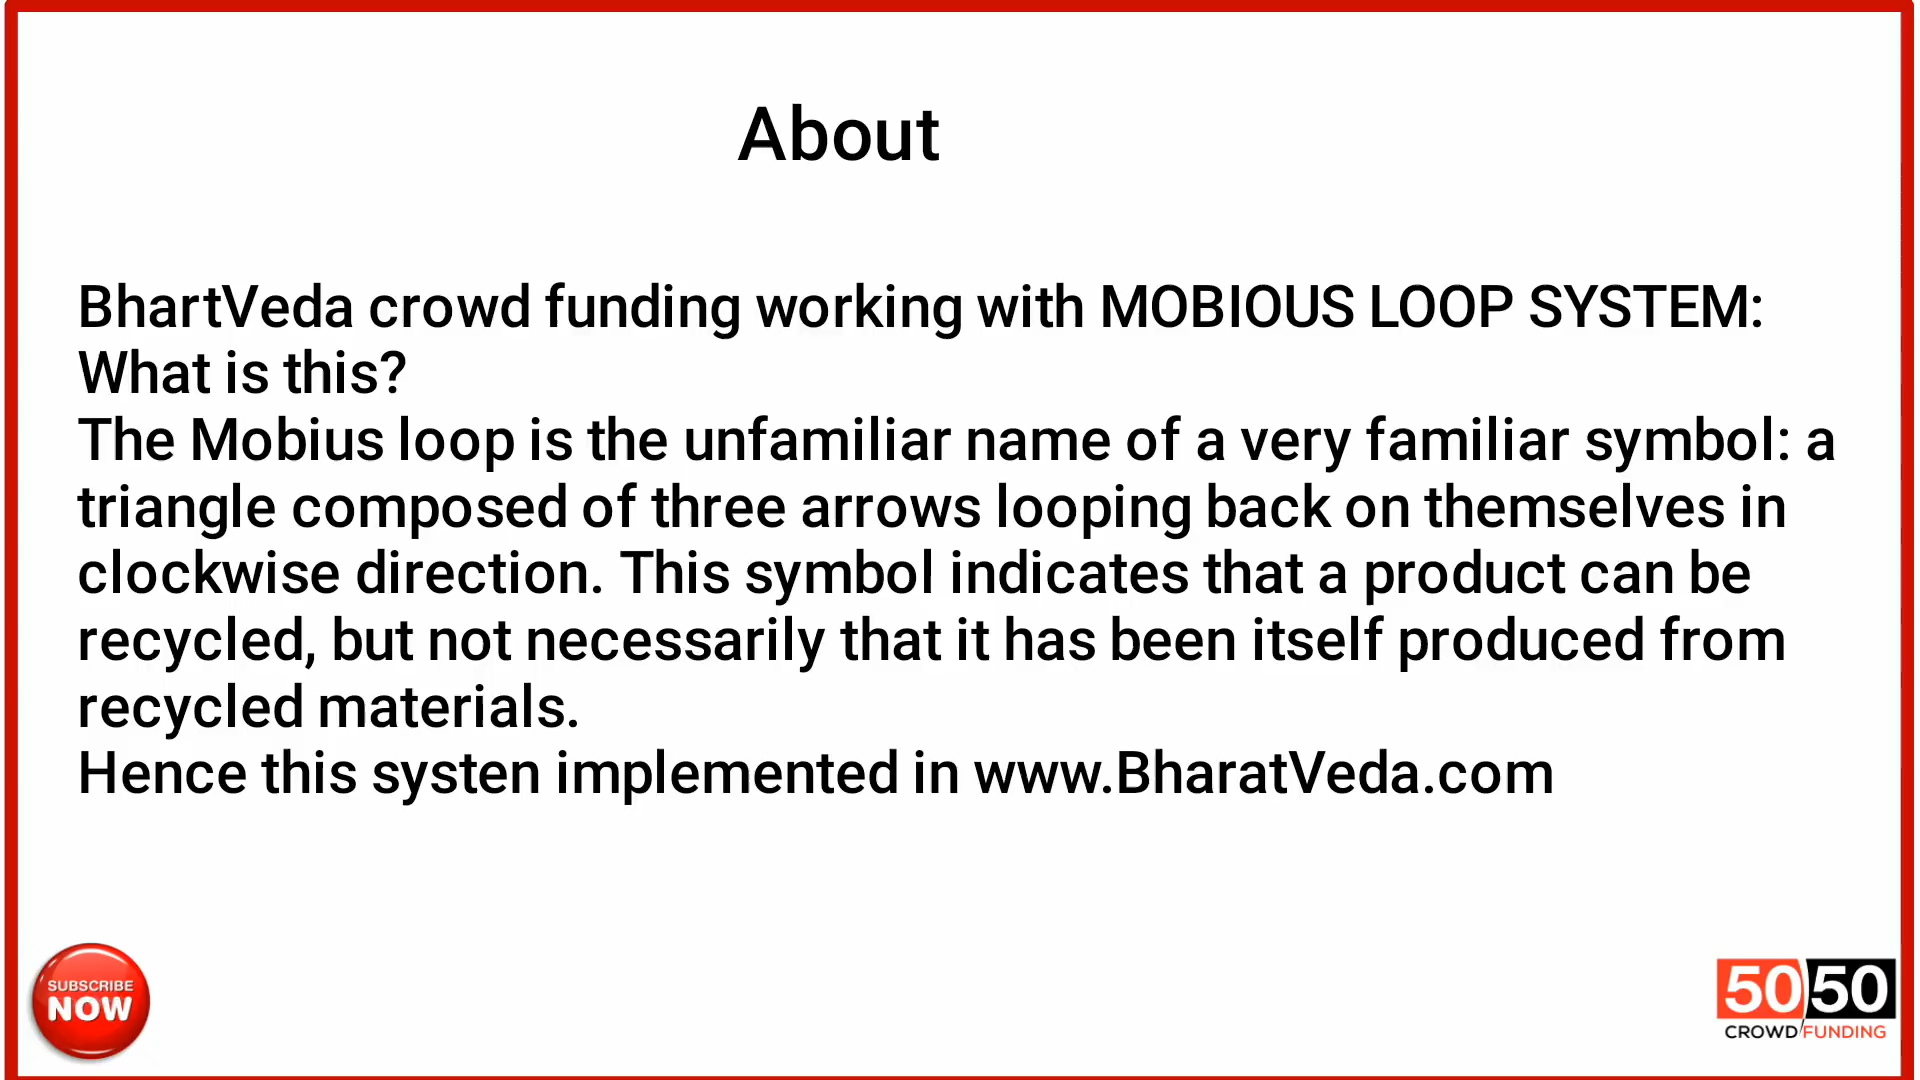 About
BhartVeda crowd funding working with MOBIOUS LOOP SYSTEM:
What is this?
The Mobius loop is the unfamiliar name of a very familiar symbol: a
triangle composed of three arrows looping back on themselves in
clockwise direction. This symbol indicates that a product can be
recycled, but not necessarily that it has been itself produced from
recycled materials.
Hence this systen implemented in www.BharatVeda.com
SUBSCRIBE
NOW
50/50
CROWD/FUNDING